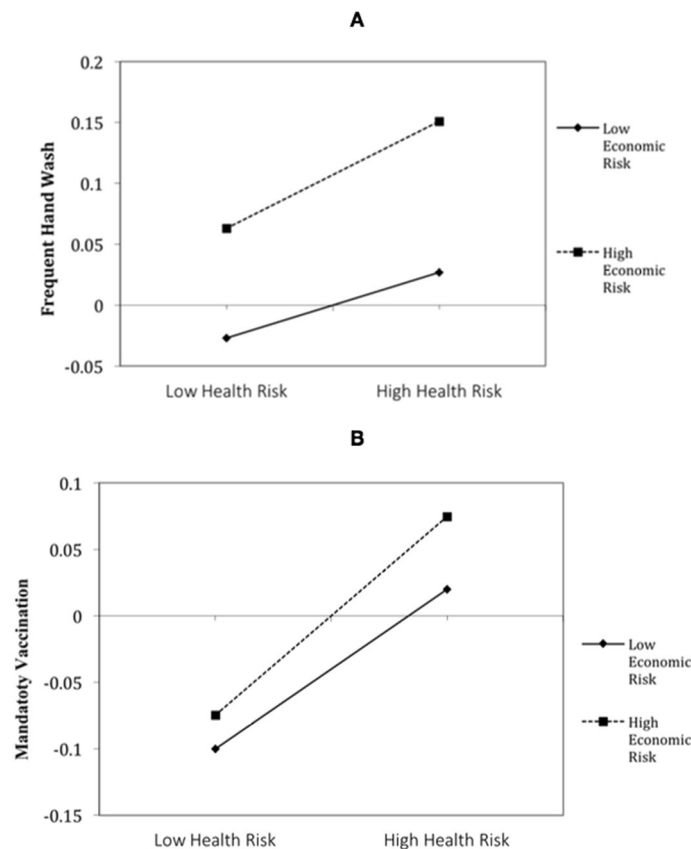 A
0.2
0.15
0.1
0.05
0
-0.05
Frequent Hand Wash
Low Health Risk
High Health Risk
Low
Economic
Risk
High
Economic
Risk
B
0.1
0.05
0
-0.05
-0.1
-0.15
Mandatoty Vaccination
Low Health Risk
High Health Risk
Low
Economic
Risk
High
Economic
Risk